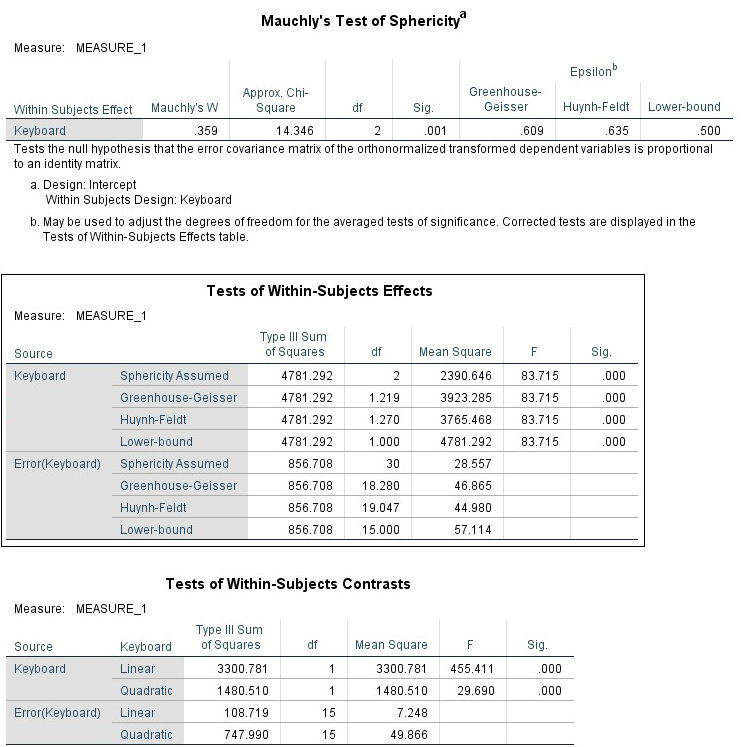 Mauchly's Test of Sphericityᵃ
Measure: MEASURE_1
Epsilonᵇ
Within Subjects Effect Mauchly's W Approx. Chi-Square df Sig. Greenhouse-Geisser Huynh-Feldt Lower-bound
Keyboard .359 14.346 2 .001 .609 .635 .500
Tests the null hypothesis that the error covariance matrix of the orthonormalized transformed dependent variables is proportional
to an identity matrix.
a. Design: Intercept
Within Subjects Design: Keyboard
b. May be used to adjust the degrees of freedom for the averaged tests of significance. Corrected tests are displayed in the
Tests of Within-Subjects Effects table.
Tests of Within-Subjects Effects
Measure: MEASURE_1
Source Type III Sum of Squares df Mean Square F Sig.
Keyboard Sphericity Assumed 4781.292 2 2390.646 83.715 .000
Greenhouse-Geisser 4781.292 1.219 3923.285 83.715 .000
Huynh-Feldt 4781.292 1.270 3765.468 83.715 .000
Lower-bound 4781.292 1.000 4781.292 83.715 .000
Error(Keyboard) Sphericity Assumed 856.708 30 28.557
Greenhouse-Geisser 856.708 18.280 46.865
Huynh-Feldt 856.708 19.047 44.980
Lower-bound 856.708 15.000 57.114
Tests of Within-Subjects Contrasts
Measure: MEASURE_1
Source Keyboard Type III Sum of Squares df Mean Square F Sig.
Keyboard Linear 3300.781 1 3300.781 455.411 .000
Quadratic 1480.510 1 1480.510 29.690 .000
Error(Keyboard) Linear 108.719 15 7.248
Quadratic 747.990 15 49.866